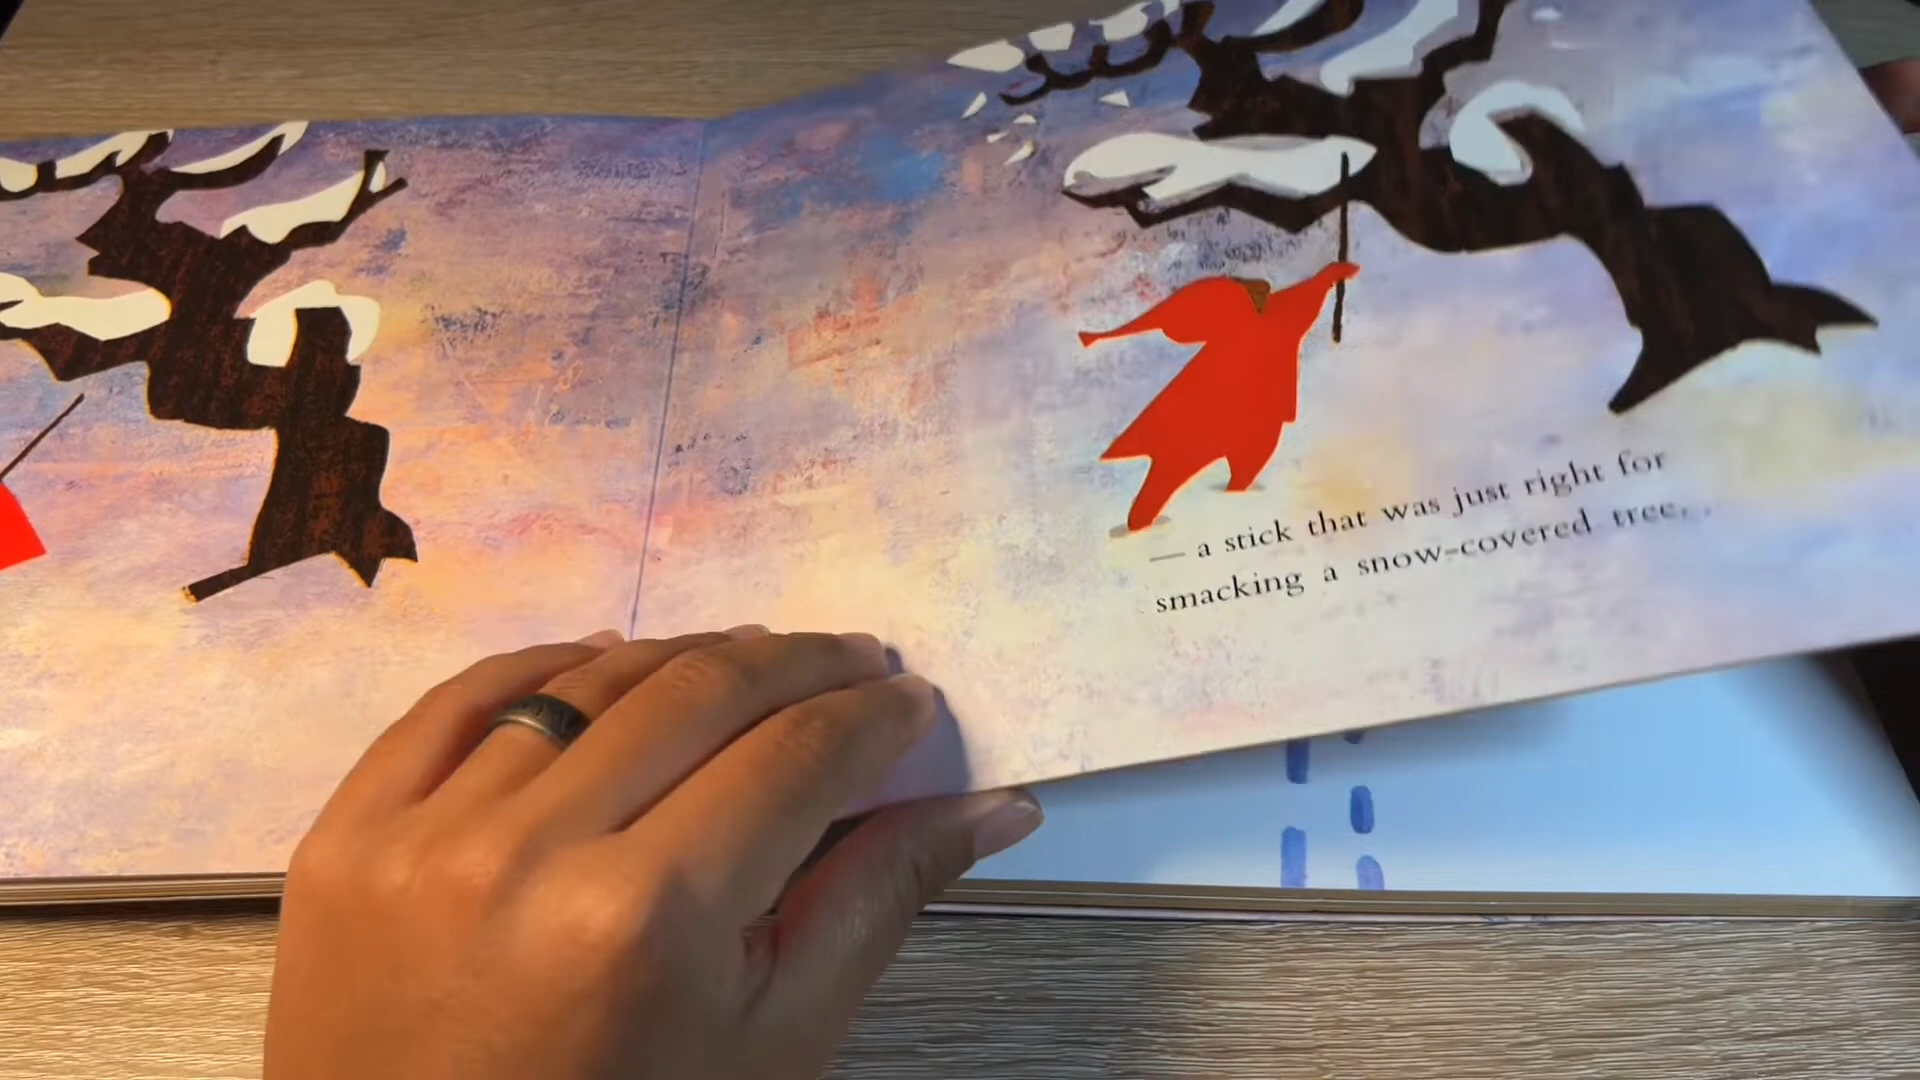 — a stick that was just right for
smacking a snow-covered tree.